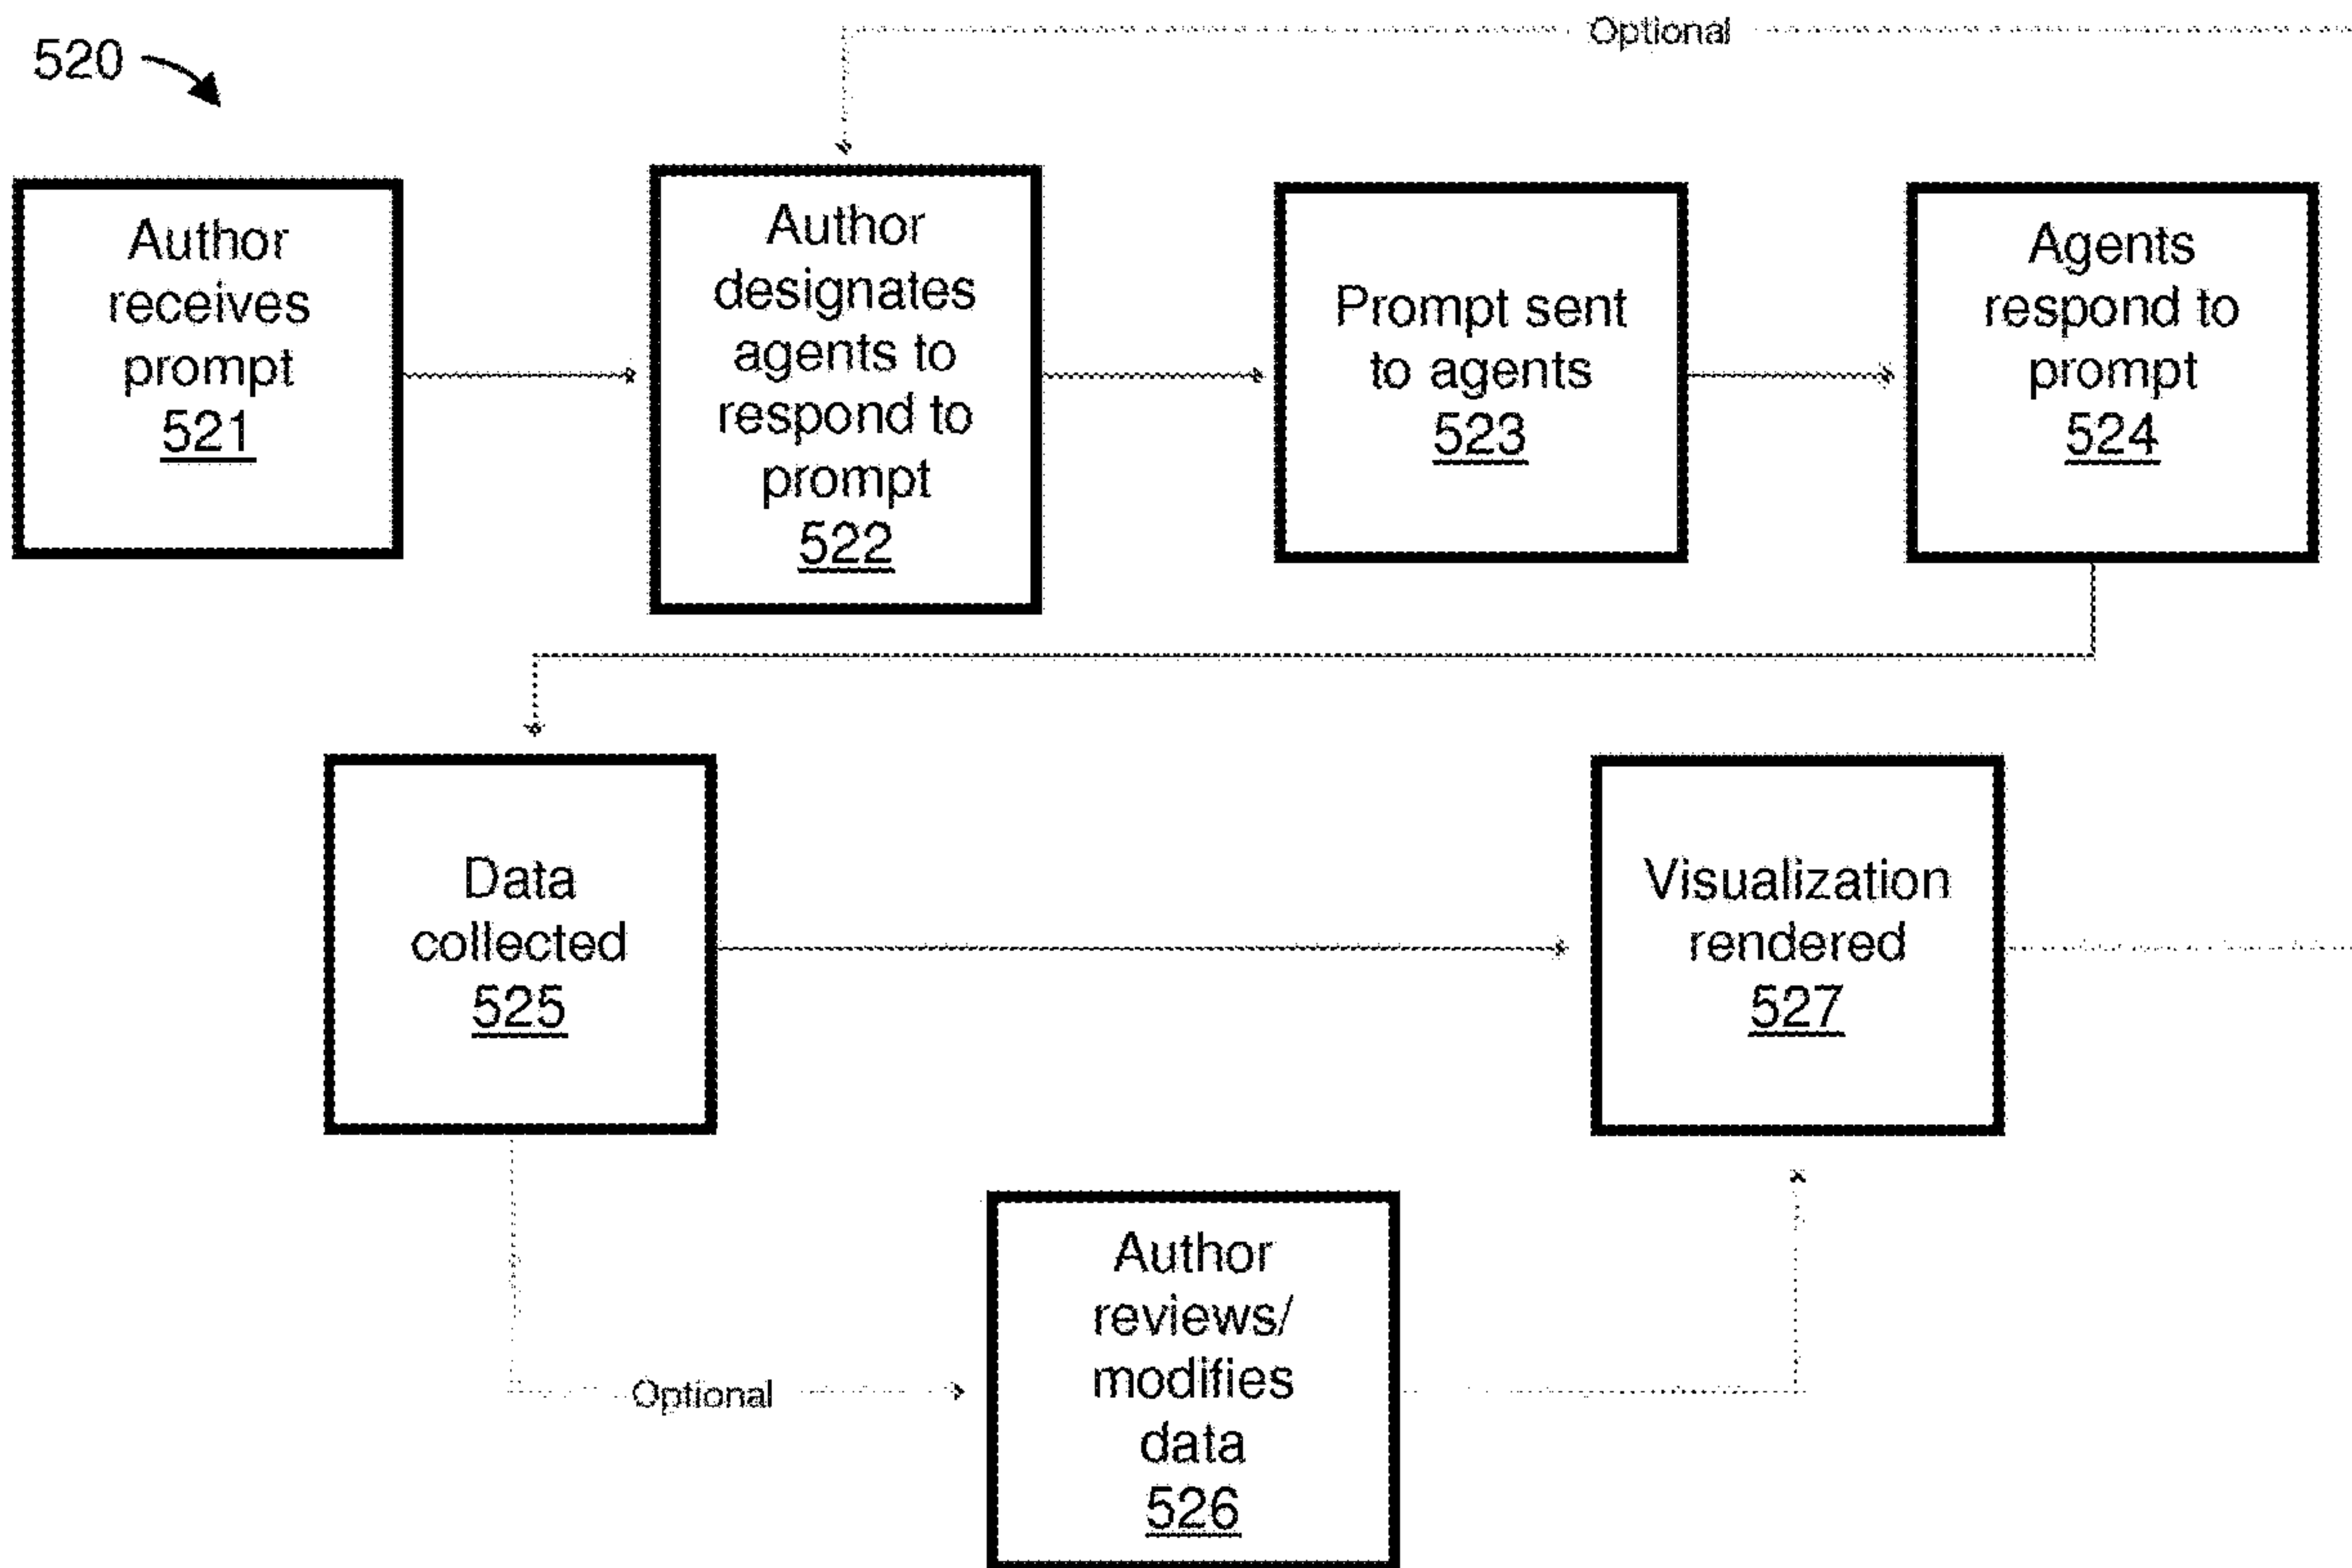 Optional
520
Author
receives
prompt
521
Author
designates
agents to
respond to
prompt
522
Prompt sent
to agents
523
Agents
respond to
prompt
524
Data
collected
525
Visualization
rendered
527
Optional
Author
reviews/
modifies
data
526